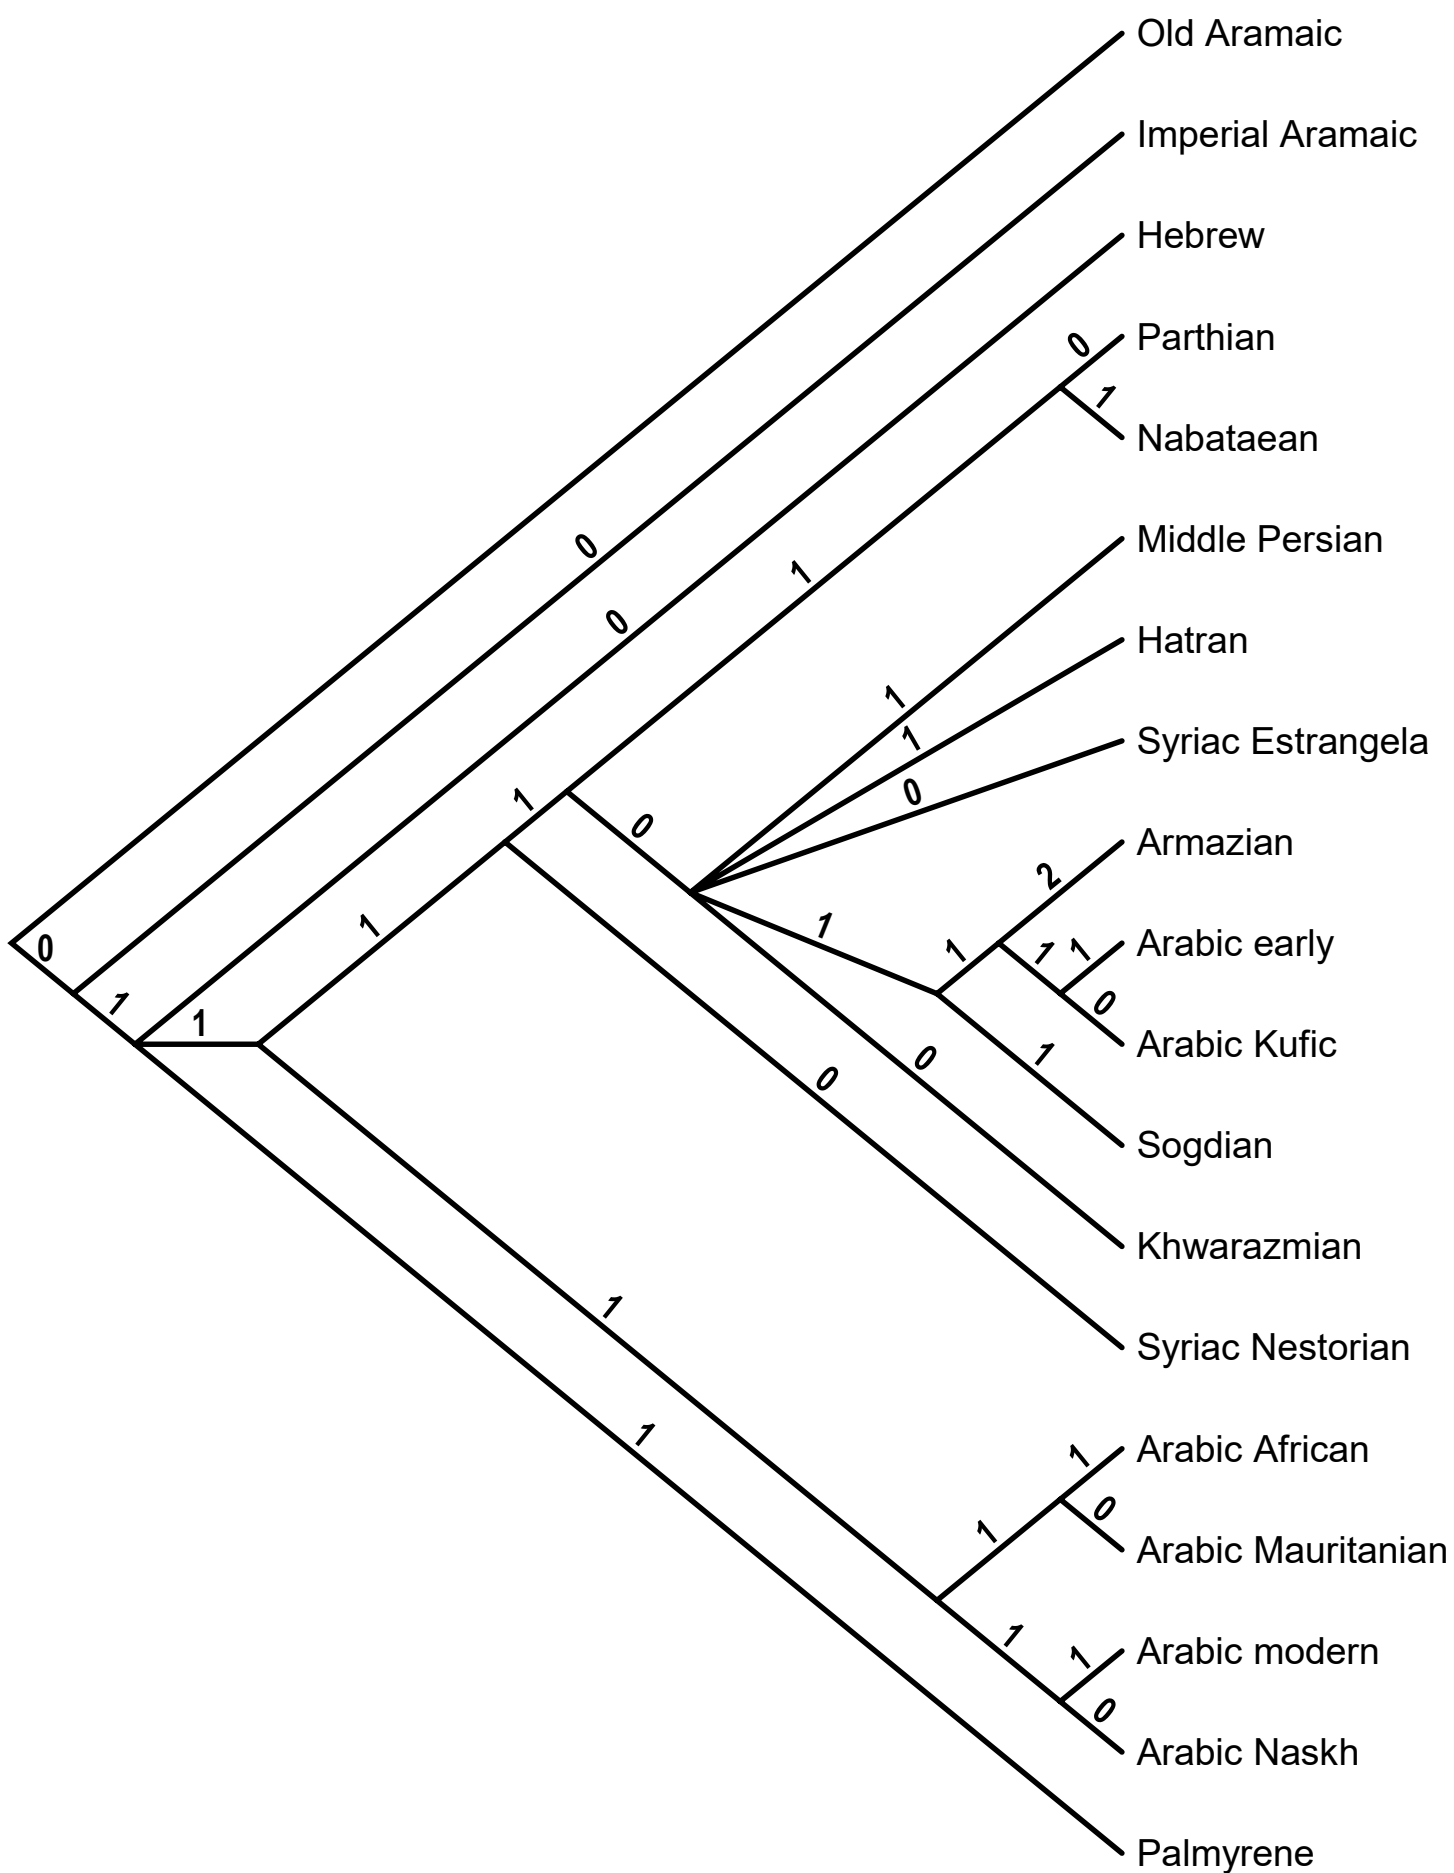 Old Aramaic
Imperial Aramaic
Hebrew
0 Parthian
1
Nabataean
Middle Persian
0
1
0
Hatran
1
1
Syriac Estrangela
0
1
0
Armazian
2
1
1
0
Arabic early
1
1
1
0
Arabic Kufic
1
1
0
1
0
Sogdian
Khwarazmian
1
Syriac Nestorian
1
Arabic African
1
0
1
Arabic Mauritanian
1
1
Arabic modern
0
Arabic Naskh
Palmyrene